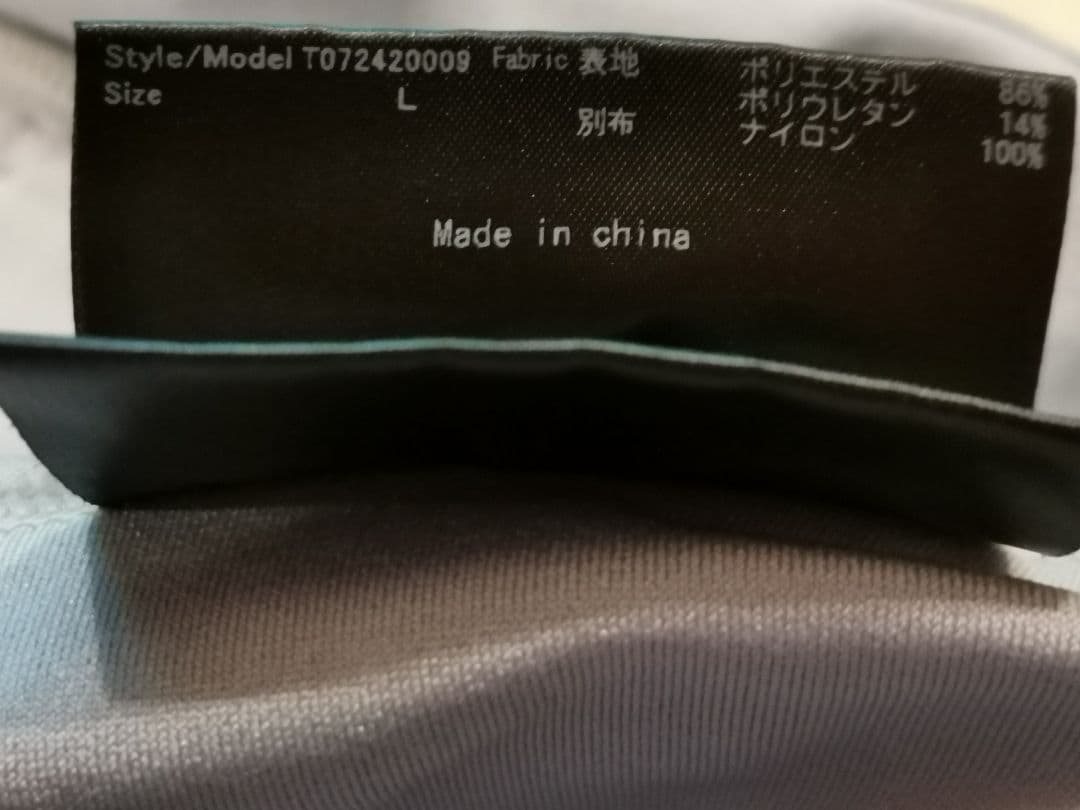 Style/Model T072420009 Fabric 表地 ポリエステル 86%
Size L ポリウレタン 14%
別布 ナイロン 100%
Made in china